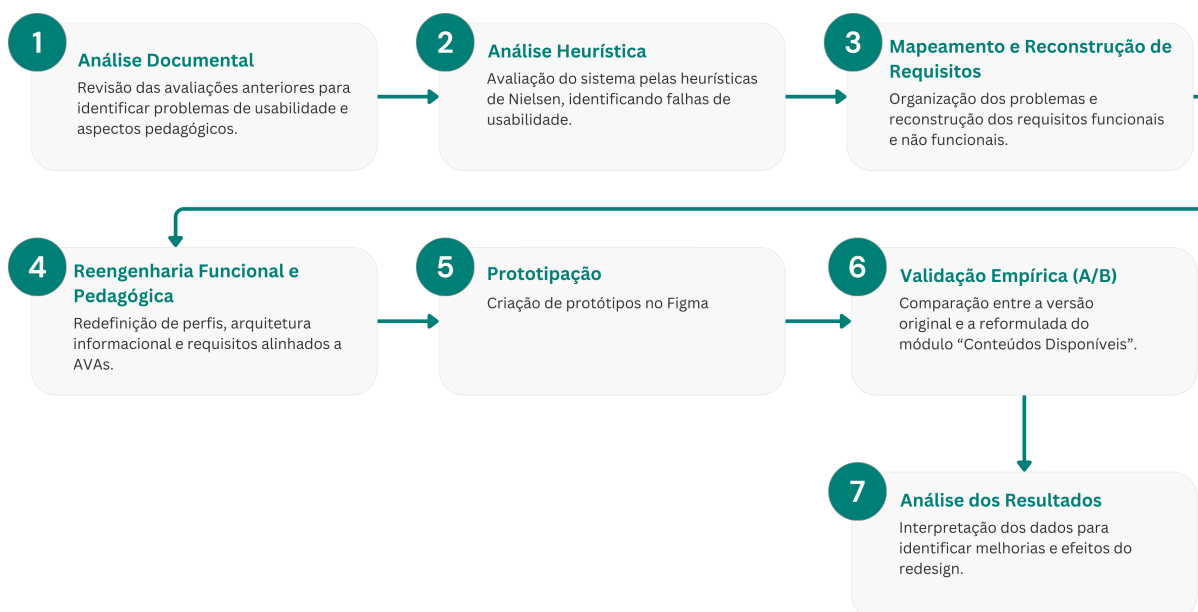 1
Análise Documental
Revisão das avaliações anteriores para
identificar problemas de usabilidade e
aspectos pedagógicos.
2
Análise Heurística
Avaliação do sistema pelas heurísticas
de Nielsen, identificando falhas de
usabilidade.
3
Mapeamento e Reconstrução de
Requisitos
Organização dos problemas e
reconstrução dos requisitos funcionais
e não funcionais.
4
Reengenharia Funcional e
Pedagógica
Redefinição de perfis, arquitetura
informacional e requisitos alinhados a
AVAs.
5
Prototipação
Criação de protótipos no Figma
6
Validação Empírica (A/B)
Comparação entre a versão
original e a reformulada do
módulo “Conteúdos Disponíveis”.
7
Análise dos Resultados
Interpretação dos dados para
identificar melhorias e efeitos do
redesign.